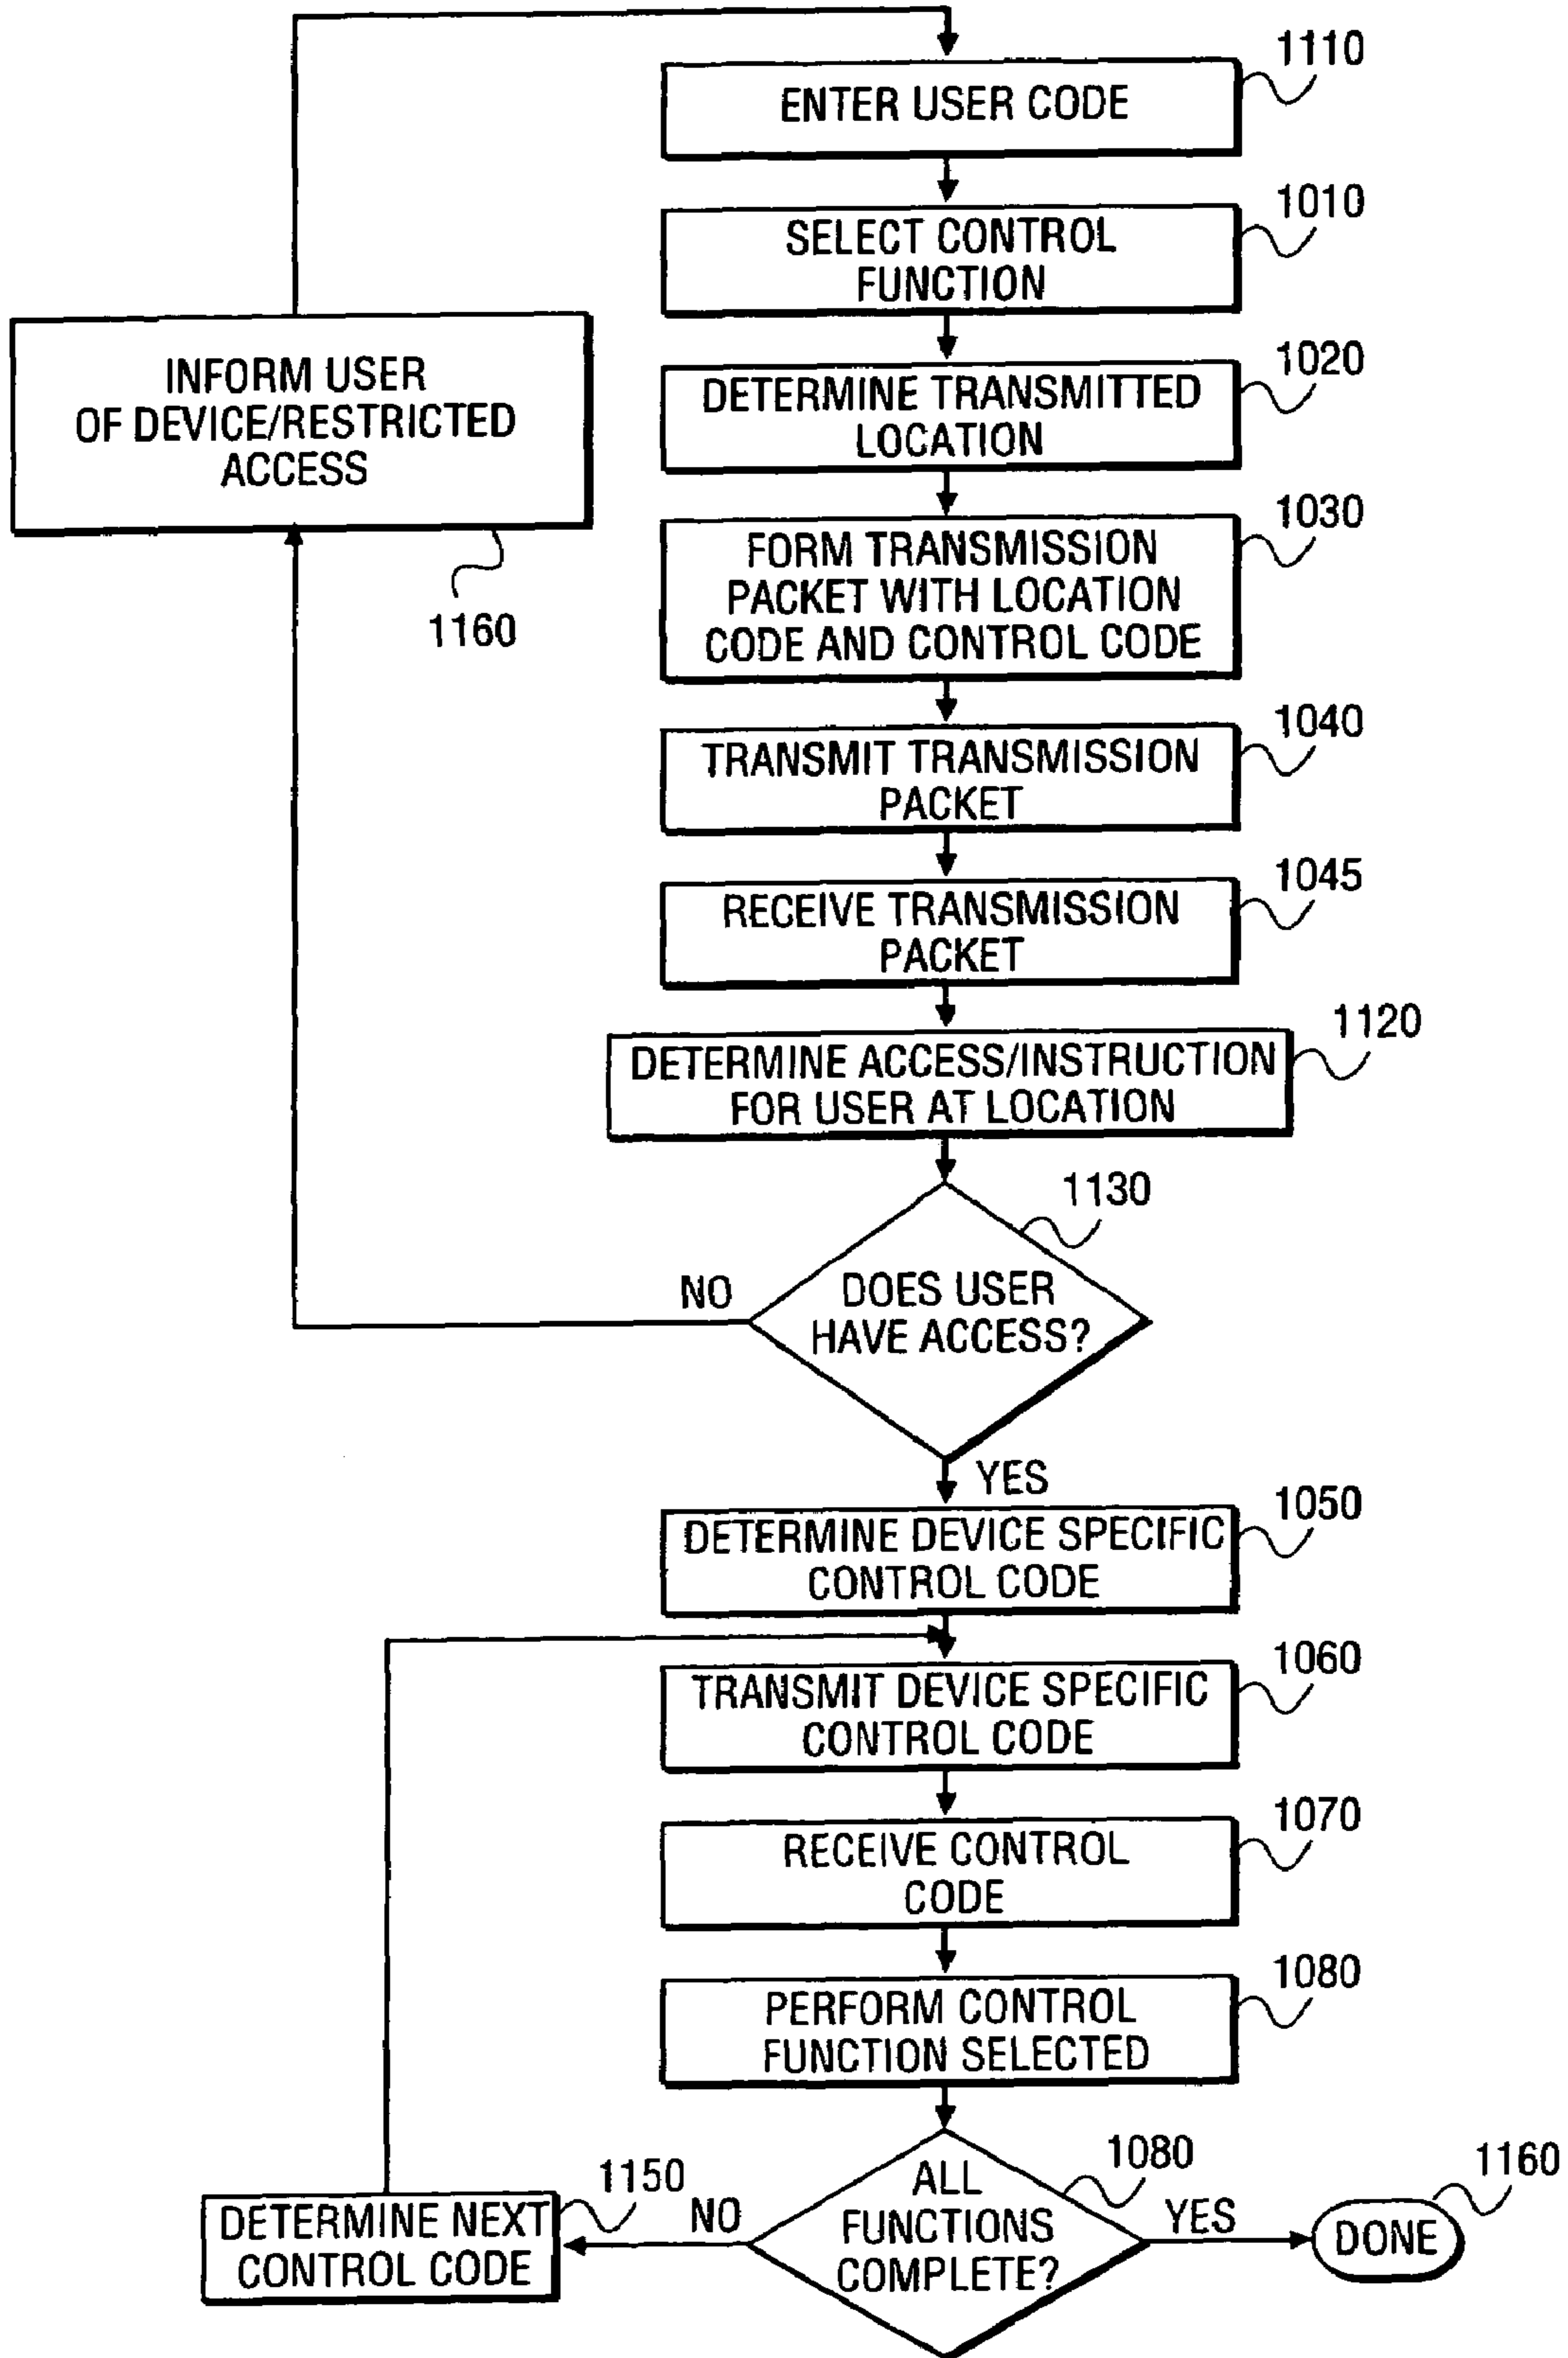 1110
ENTER USER CODE
1010
SELECT CONTROL
FUNCTION
1020
DETERMINE TRANSMITTED
LOCATION
INFORM USER
OF DEVICE/RESTRICTED
ACCESS
1160
1030
FORM TRANSMISSION
PACKET WITH LOCATION
CODE AND CONTROL CODE
1040
TRANSMIT TRANSMISSION
PACKET
1045
RECEIVE TRANSMISSION
PACKET
1120
DETERMINE ACCESS/INSTRUCTION
FOR USER AT LOCATION
1130
DOES USER
HAVE ACCESS?
NO
YES
1050
DETERMINE DEVICE SPECIFIC
CONTROL CODE
1060
TRANSMIT DEVICE SPECIFIC
CONTROL CODE
1070
RECEIVE CONTROL
CODE
1080
PERFORM CONTROL
FUNCTION SELECTED
1080
ALL
FUNCTIONS
COMPLETE?
NO
YES
1150
DETERMINE NEXT
CONTROL CODE
1160
DONE